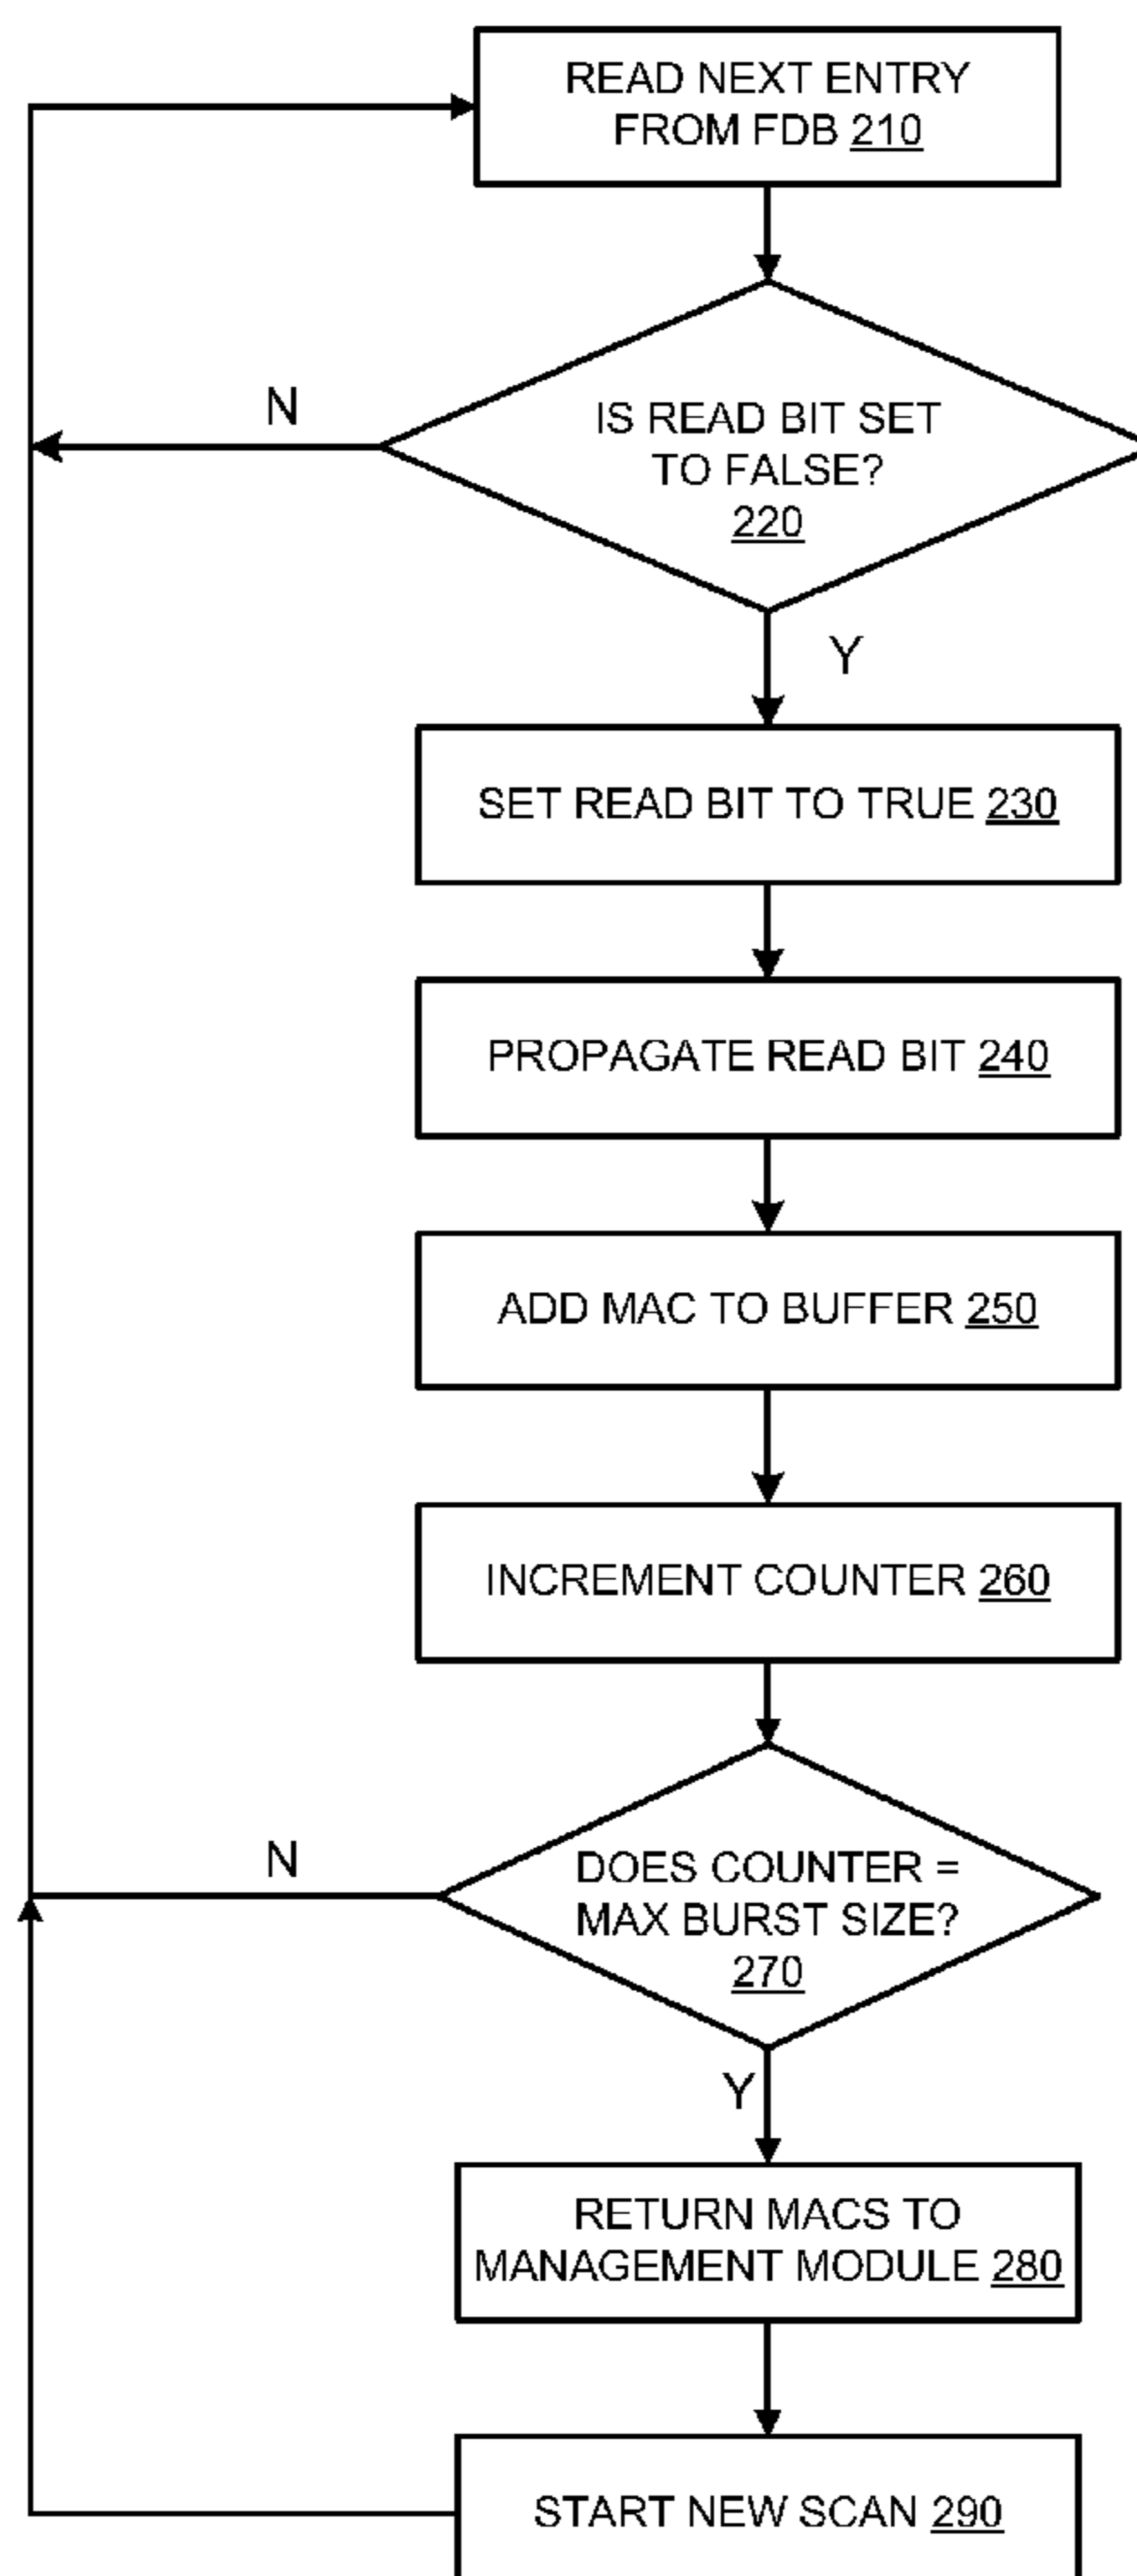 READ NEXT ENTRY
FROM FDB 210
N
IS READ BIT SET
TO FALSE?
220
Y
SET READ BIT TO TRUE 230
PROPAGATE READ BIT 240
ADD MAC TO BUFFER 250
INCREMENT COUNTER 260
N
DOES COUNTER =
MAX BURST SIZE?
270
Y
RETURN MACS TO
MANAGEMENT MODULE 280
START NEW SCAN 290